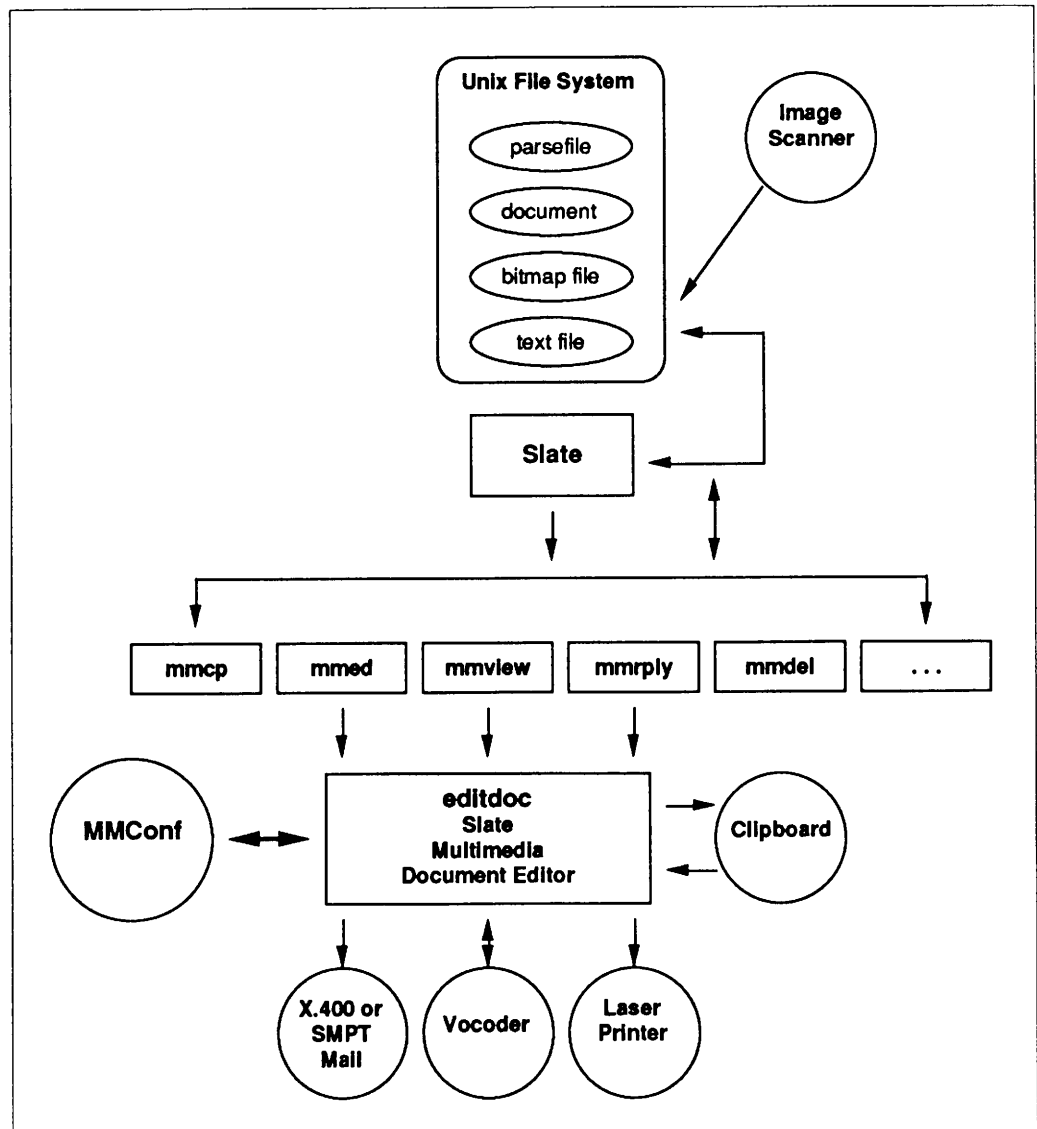 Unix File System
parsefile
document
bitmap file
text file
Image
Scanner
Slate
mmcp
mmed
mmview
mmrply
mmdel
...
MMConf
editdoc
Slate
Multimedia
Document Editor
Clipboard
X.400 or
SMPT
Mail
Vocoder
Laser
Printer